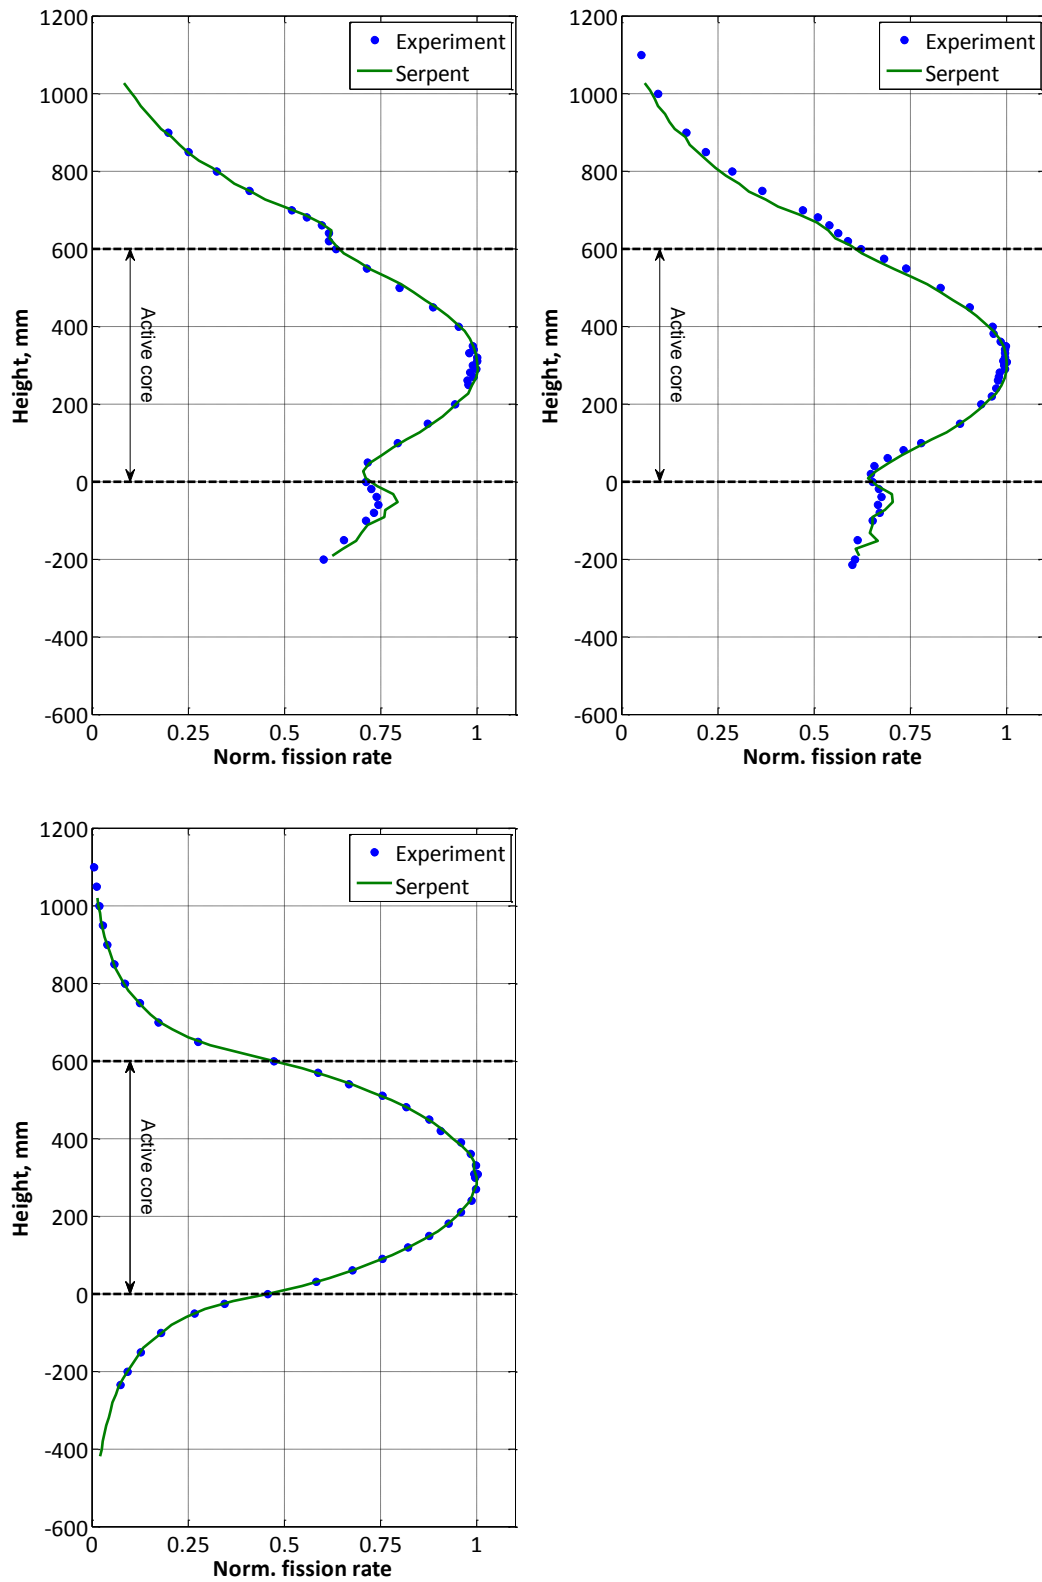 1200
1000
800
600
400
200
0
-200
-400
-600
Height, mm
Experiment
Serpent
Active core
0 0.25 0.5 0.75 1
Norm. fission rate
1200
1000
800
600
400
200
0
-200
-400
-600
Height, mm
Experiment
Serpent
Active core
0 0.25 0.5 0.75 1
Norm. fission rate
1200
1000
800
600
400
200
0
-200
-400
-600
Height, mm
Experiment
Serpent
Active core
0 0.25 0.5 0.75 1
Norm. fission rate